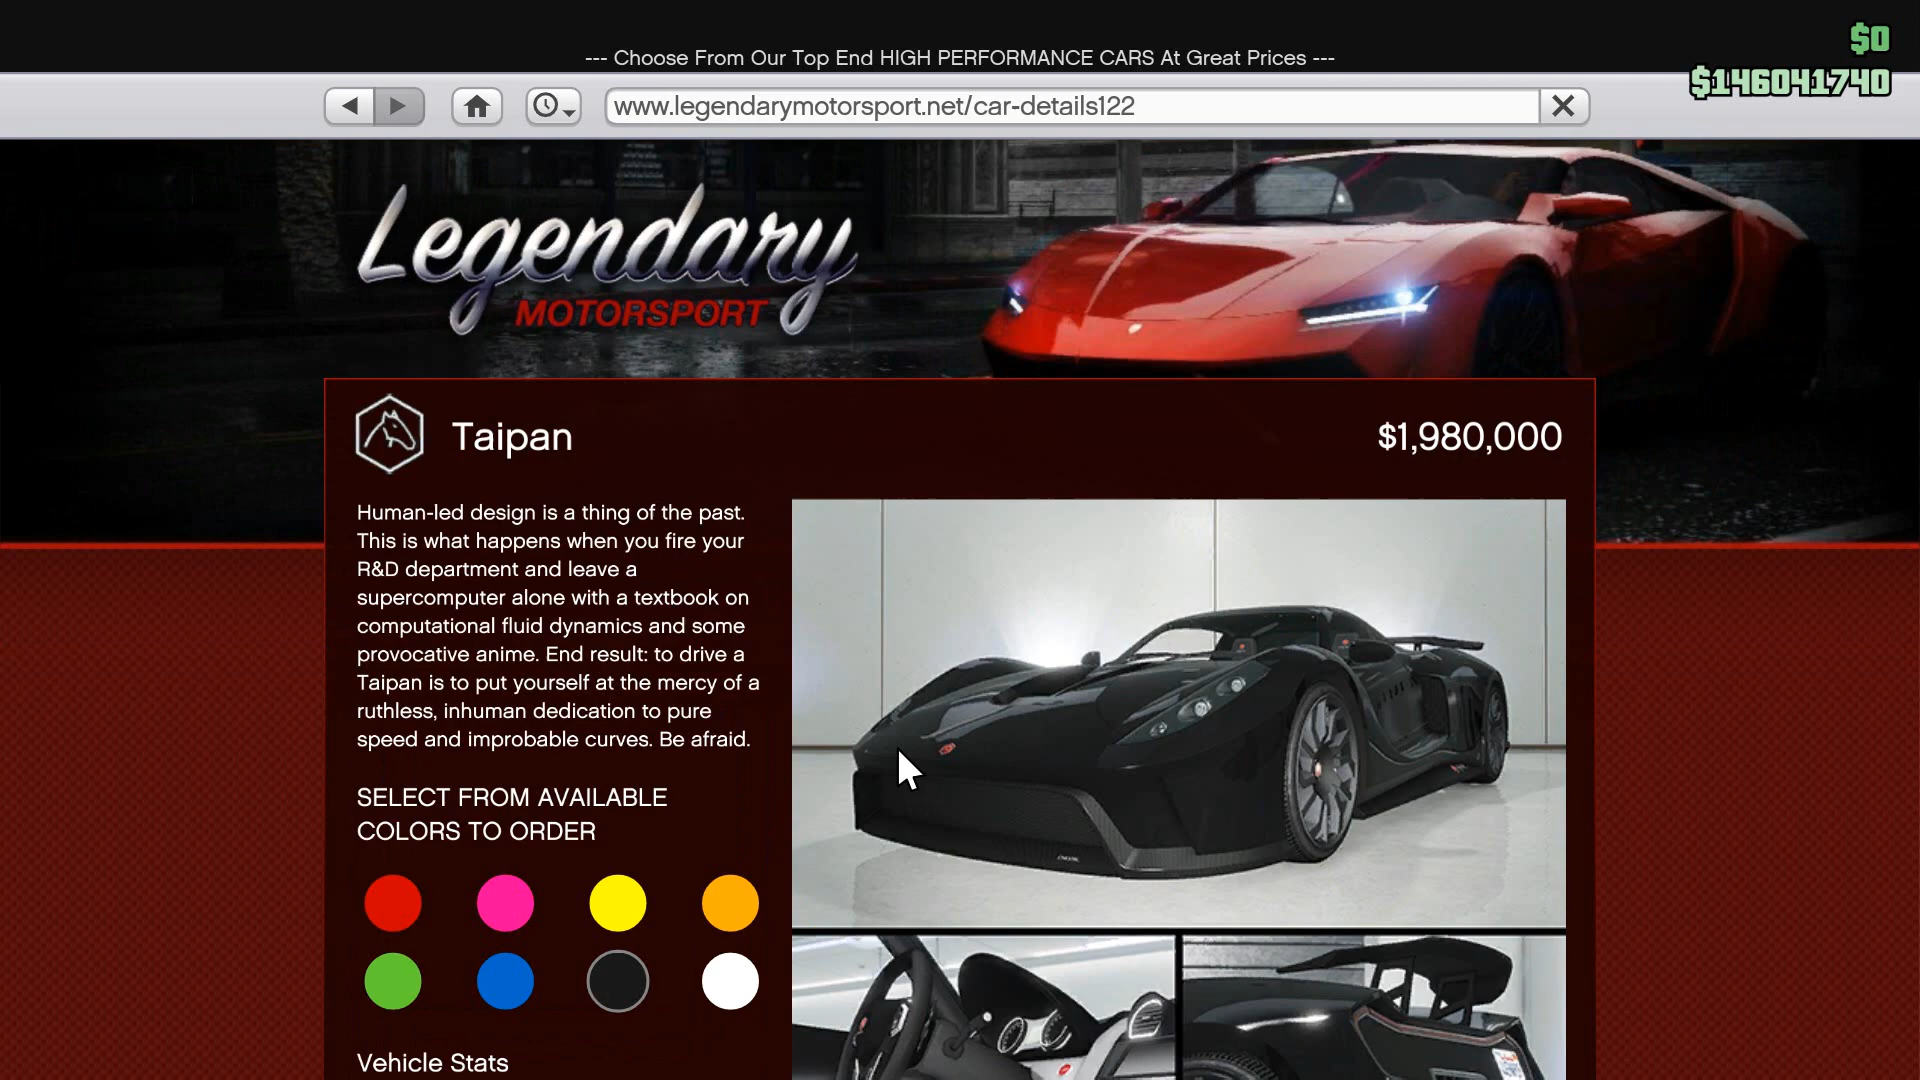 $0
--- Choose From Our Top End HIGH PERFORMANCE CARS At Great Prices ---
$146041740
www.legendarymotorsport.net/car-details122
Legendary
MOTORSPORT
Taipan
$1,980,000
Human-led design is a thing of the past.
This is what happens when you fire your
R&D department and leave a
supercomputer alone with a textbook on
computational fluid dynamics and some
provocative anime. End result: to drive a
Taipan is to put yourself at the mercy of a
ruthless, inhuman dedication to pure
speed and improbable curves. Be afraid.
SELECT FROM AVAILABLE
COLORS TO ORDER
Vehicle Stats